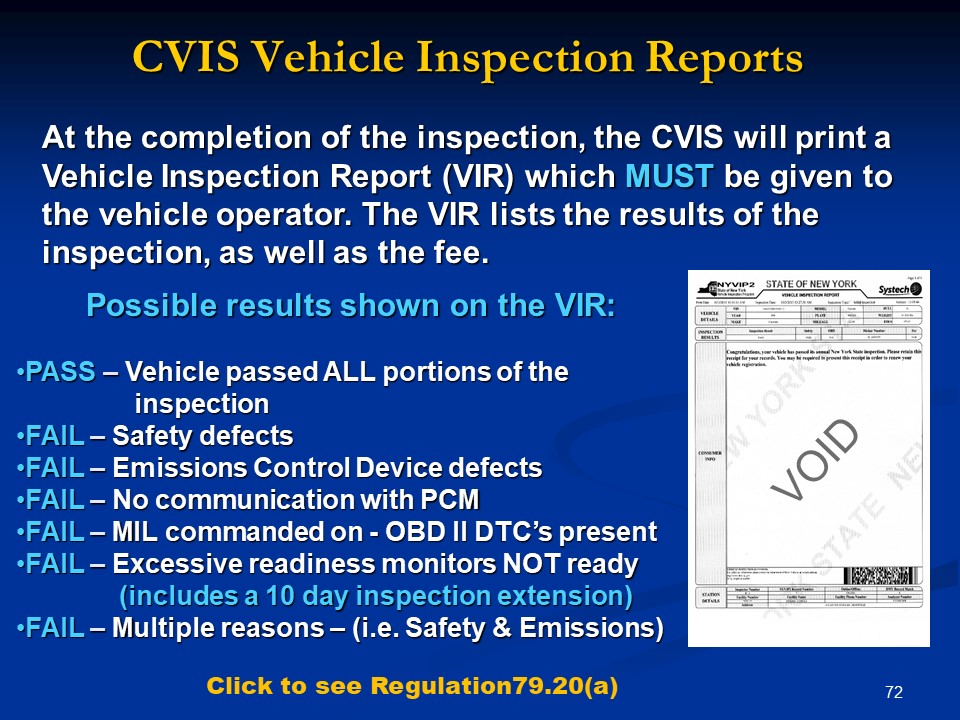 CVIS Vehicle Inspection Reports
At the completion of the inspection, the CVIS will print a
Vehicle Inspection Report (VIR) which MUST be given to
the vehicle operator. The VIR lists the results of the
inspection, as well as the fee.
Possible results shown on the VIR:
•PASS – Vehicle passed ALL portions of the
inspection
•FAIL – Safety defects
•FAIL – Emissions Control Device defects
•FAIL – No communication with PCM
•FAIL – MIL commanded on - OBD II DTC’s present
•FAIL – Excessive readiness monitors NOT ready
(includes a 10 day inspection extension)
•FAIL – Multiple reasons – (i.e. Safety & Emissions)
NYVIP2
STATE OF NEW YORK
Systech
VEHICLE INSPECTION REPORT
VEHICLE
DETAILS
INSPECTION
RESULTS
Congratulations, your vehicle has passed its annual New York State inspection. Please retain this
receipt for your records. You may be required to present this receipt in order to renew your
vehicle registration.
CONSUMER
INFO
VOID
STATION
DETAILS
Click to see Regulation79.20(a)
72